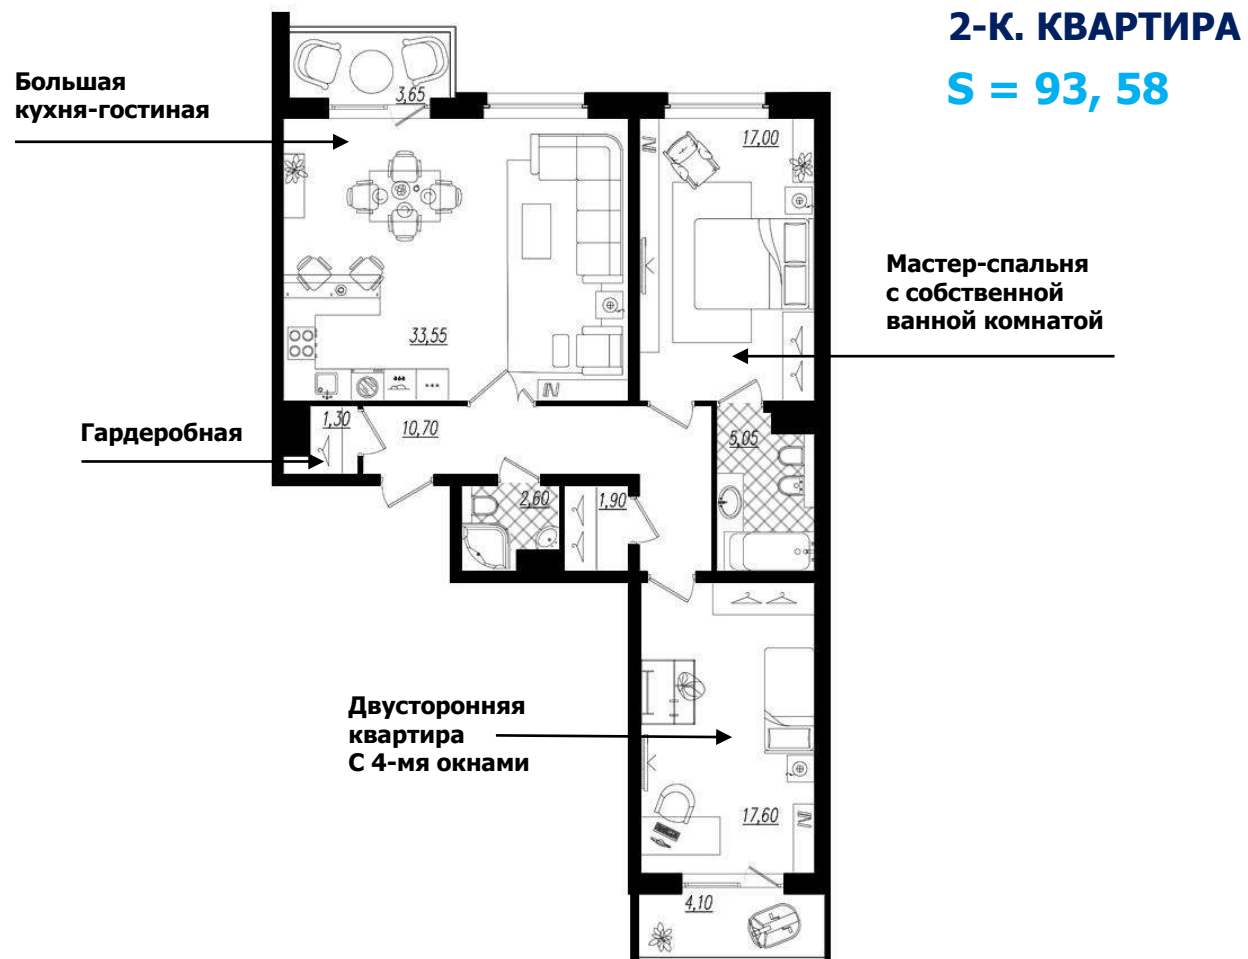 2-К. КВАРТИРА
S = 93, 58
Большая
кухня-гостиная
3,65
17,00
Мастер-спальня
с собственной
ванной комнатой
33,55
1,30
10,70
5,05
Гардеробная
2,60
1,90
Двусторонняя
квартира
С 4-мя окнами
17,60
4,10